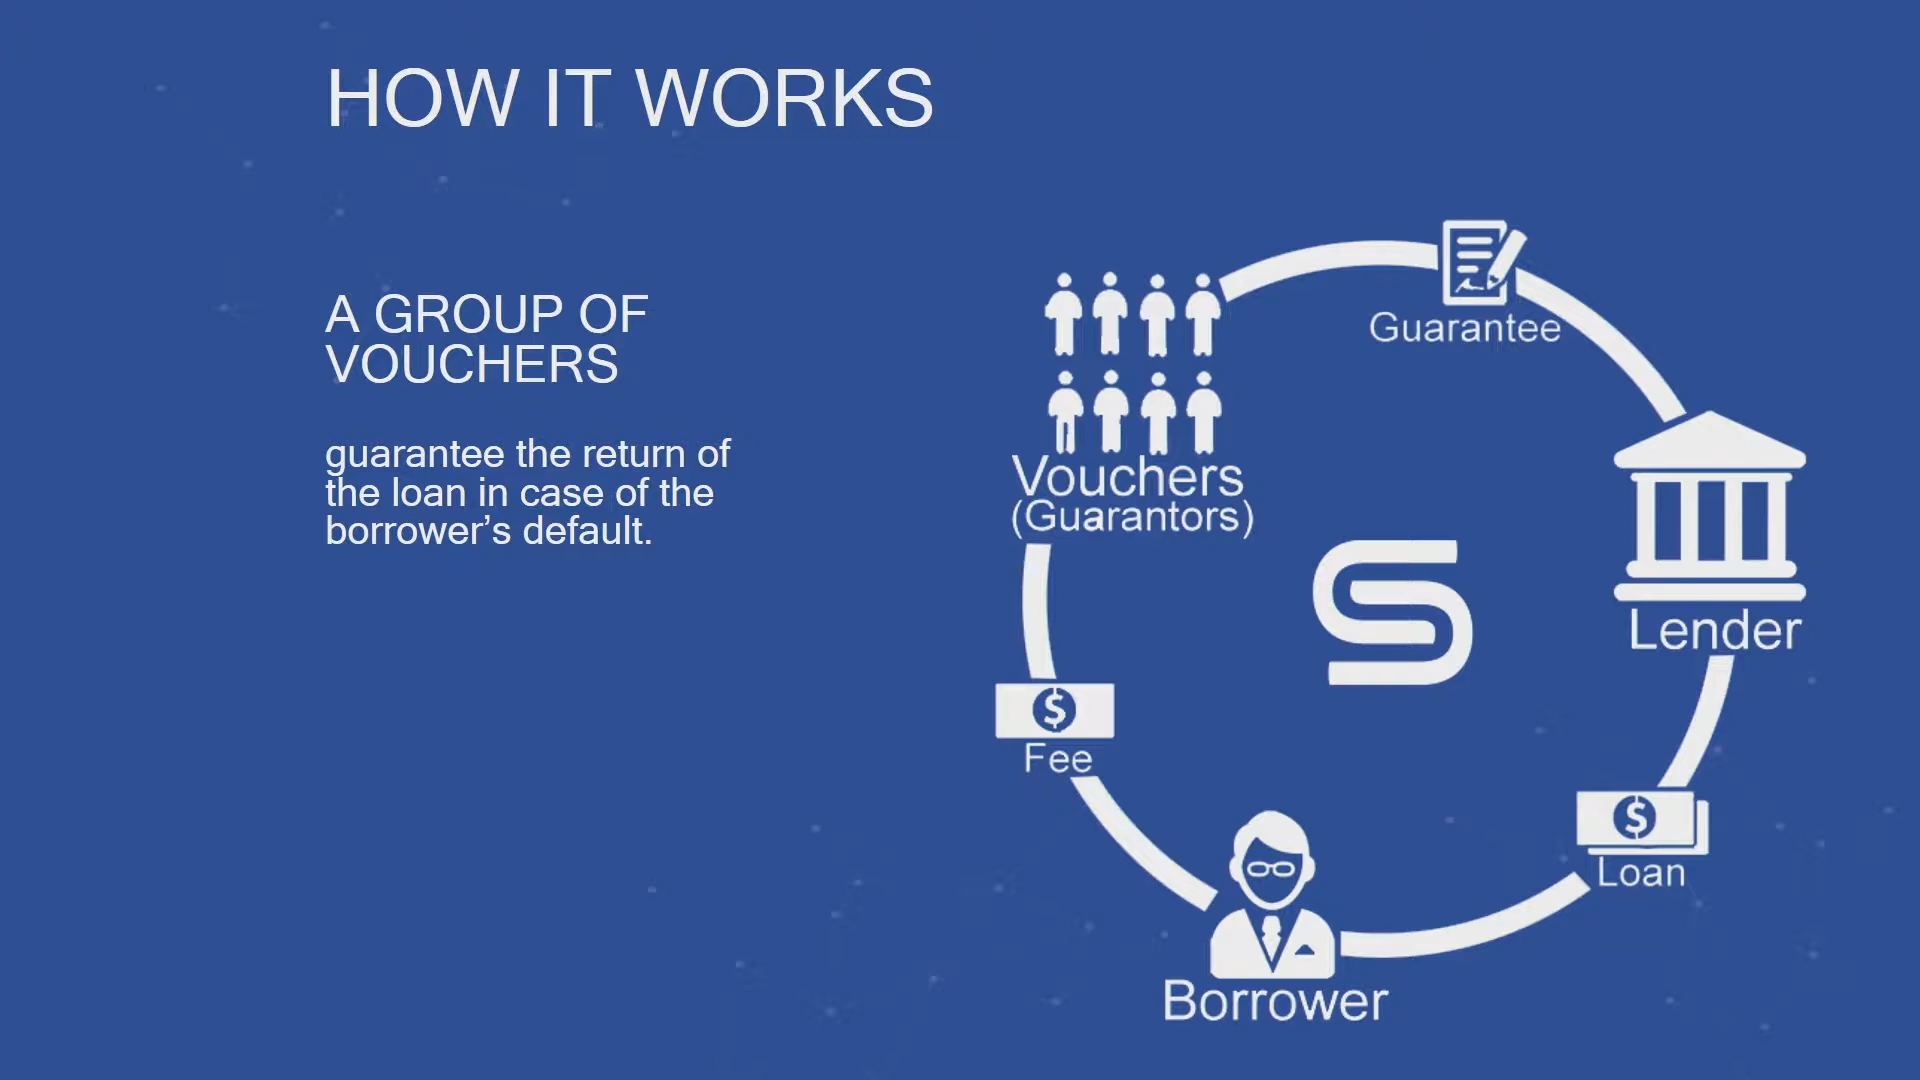 HOW IT WORKS
A GROUP OF
VOUCHERS
guarantee the return of
the loan in case of the
borrower’s default.
Guarantee
Vouchers
(Guarantors)
Lender
$
Fee
$
Loan
Borrower